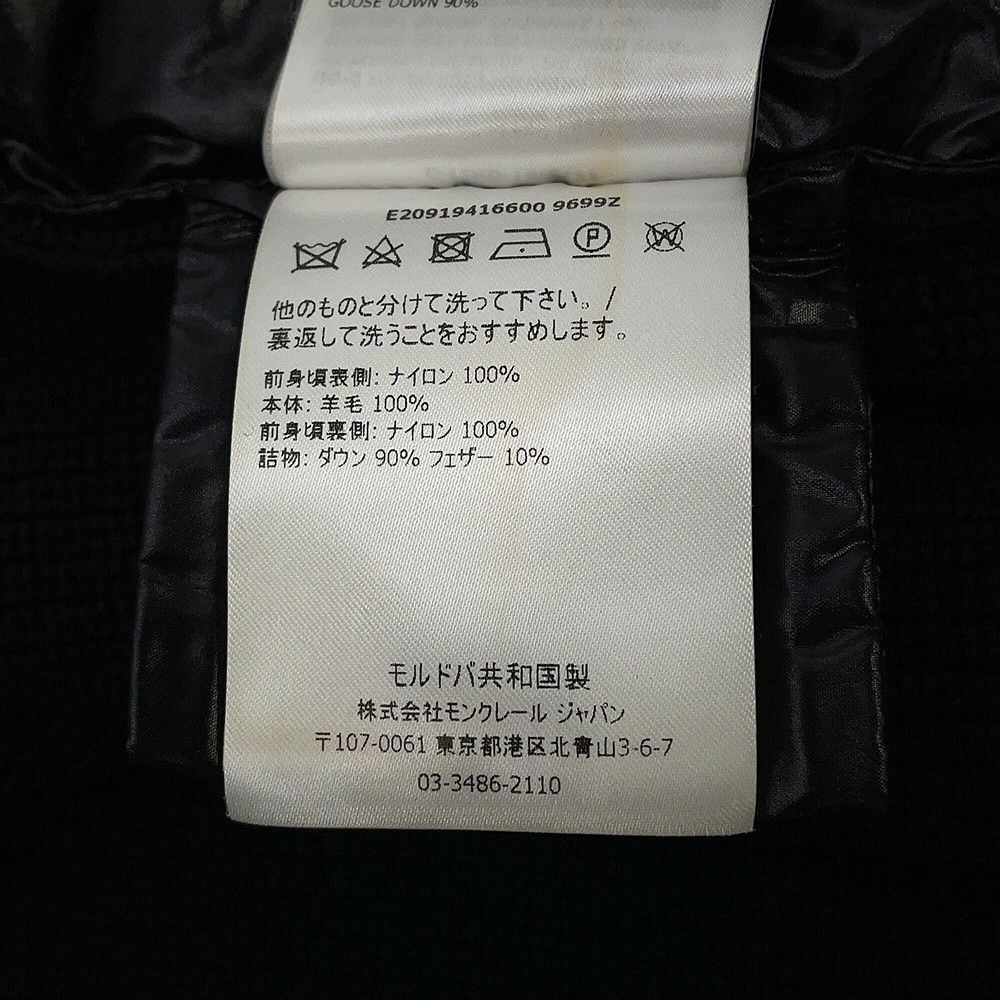 GOOSE DOWN 90%
E20919416600 9699Z
P
W
他のものと分けて洗って下さい。/
裏返して洗うことをおすすめします。
前身頃表側: ナイロン 100%
本体: 羊毛 100%
前身頃裏側: ナイロン 100%
詰物: ダウン 90% フェザー 10%
モルドバ共和国製
株式会社モンクレール ジャパン
〒107-0061 東京都港区北青山3-6-7
03-3486-2110